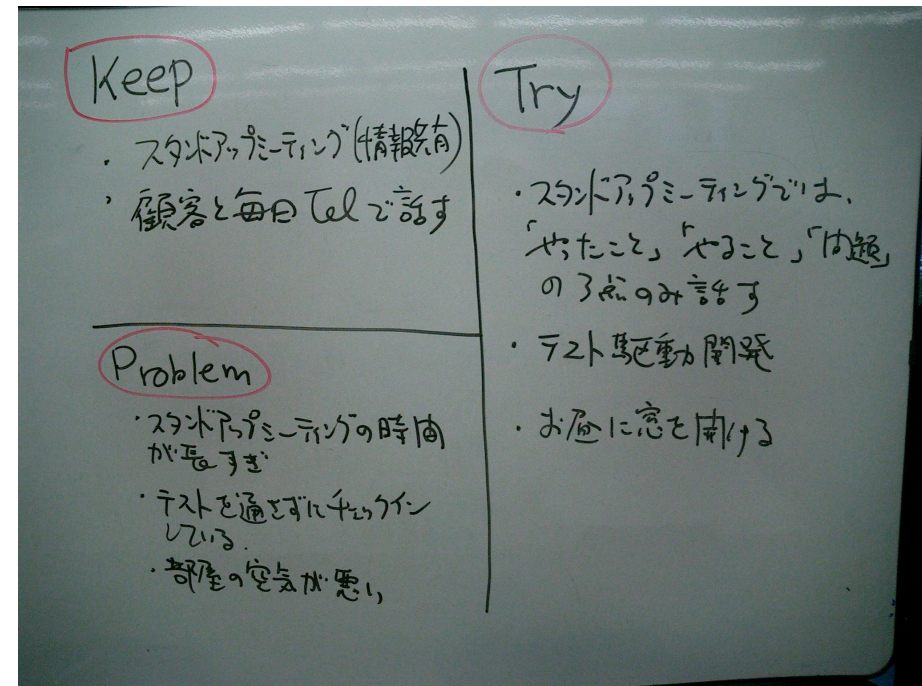 Keep
・スタンドアップミーティング(情報共有)
・顧客と毎日Telで話す
Problem
・スタンドアップミーティングの時間
が長すぎ
・テストを通さずにチェックイン
している.
・部屋の空気が悪い
Try
・スタンドアップミーティングでは、
「やったこと」「やること」「問題」
の3点のみ話す
・テスト駆動開発
・お昼に窓を開ける